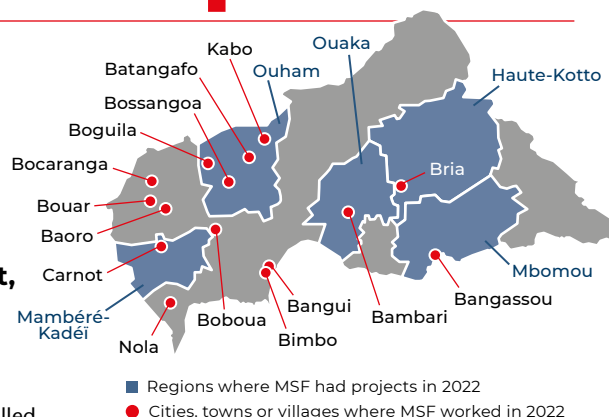 Kabo
Ouaka
Batangafo
Ouham
Haute-Kotto
Bossangoa
Boguila
Bocaranga
Bria
Bouar
Baoro
t,
Carnot
Mbomou
Bangassou
Mambéré-
Kadéï
Bangui
Boboua
Bambari
Bimbo
Nola
Regions where MSF had projects in 2022
lled
Cities, towns or villages where MSF worked in 2022